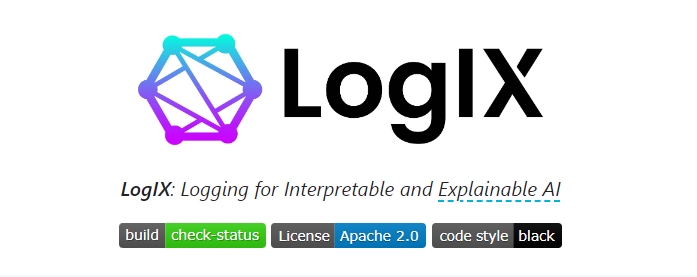 LogIX
LogIX: Logging for Interpretable and Explainable AI
build check-status License Apache 2.0 code style black